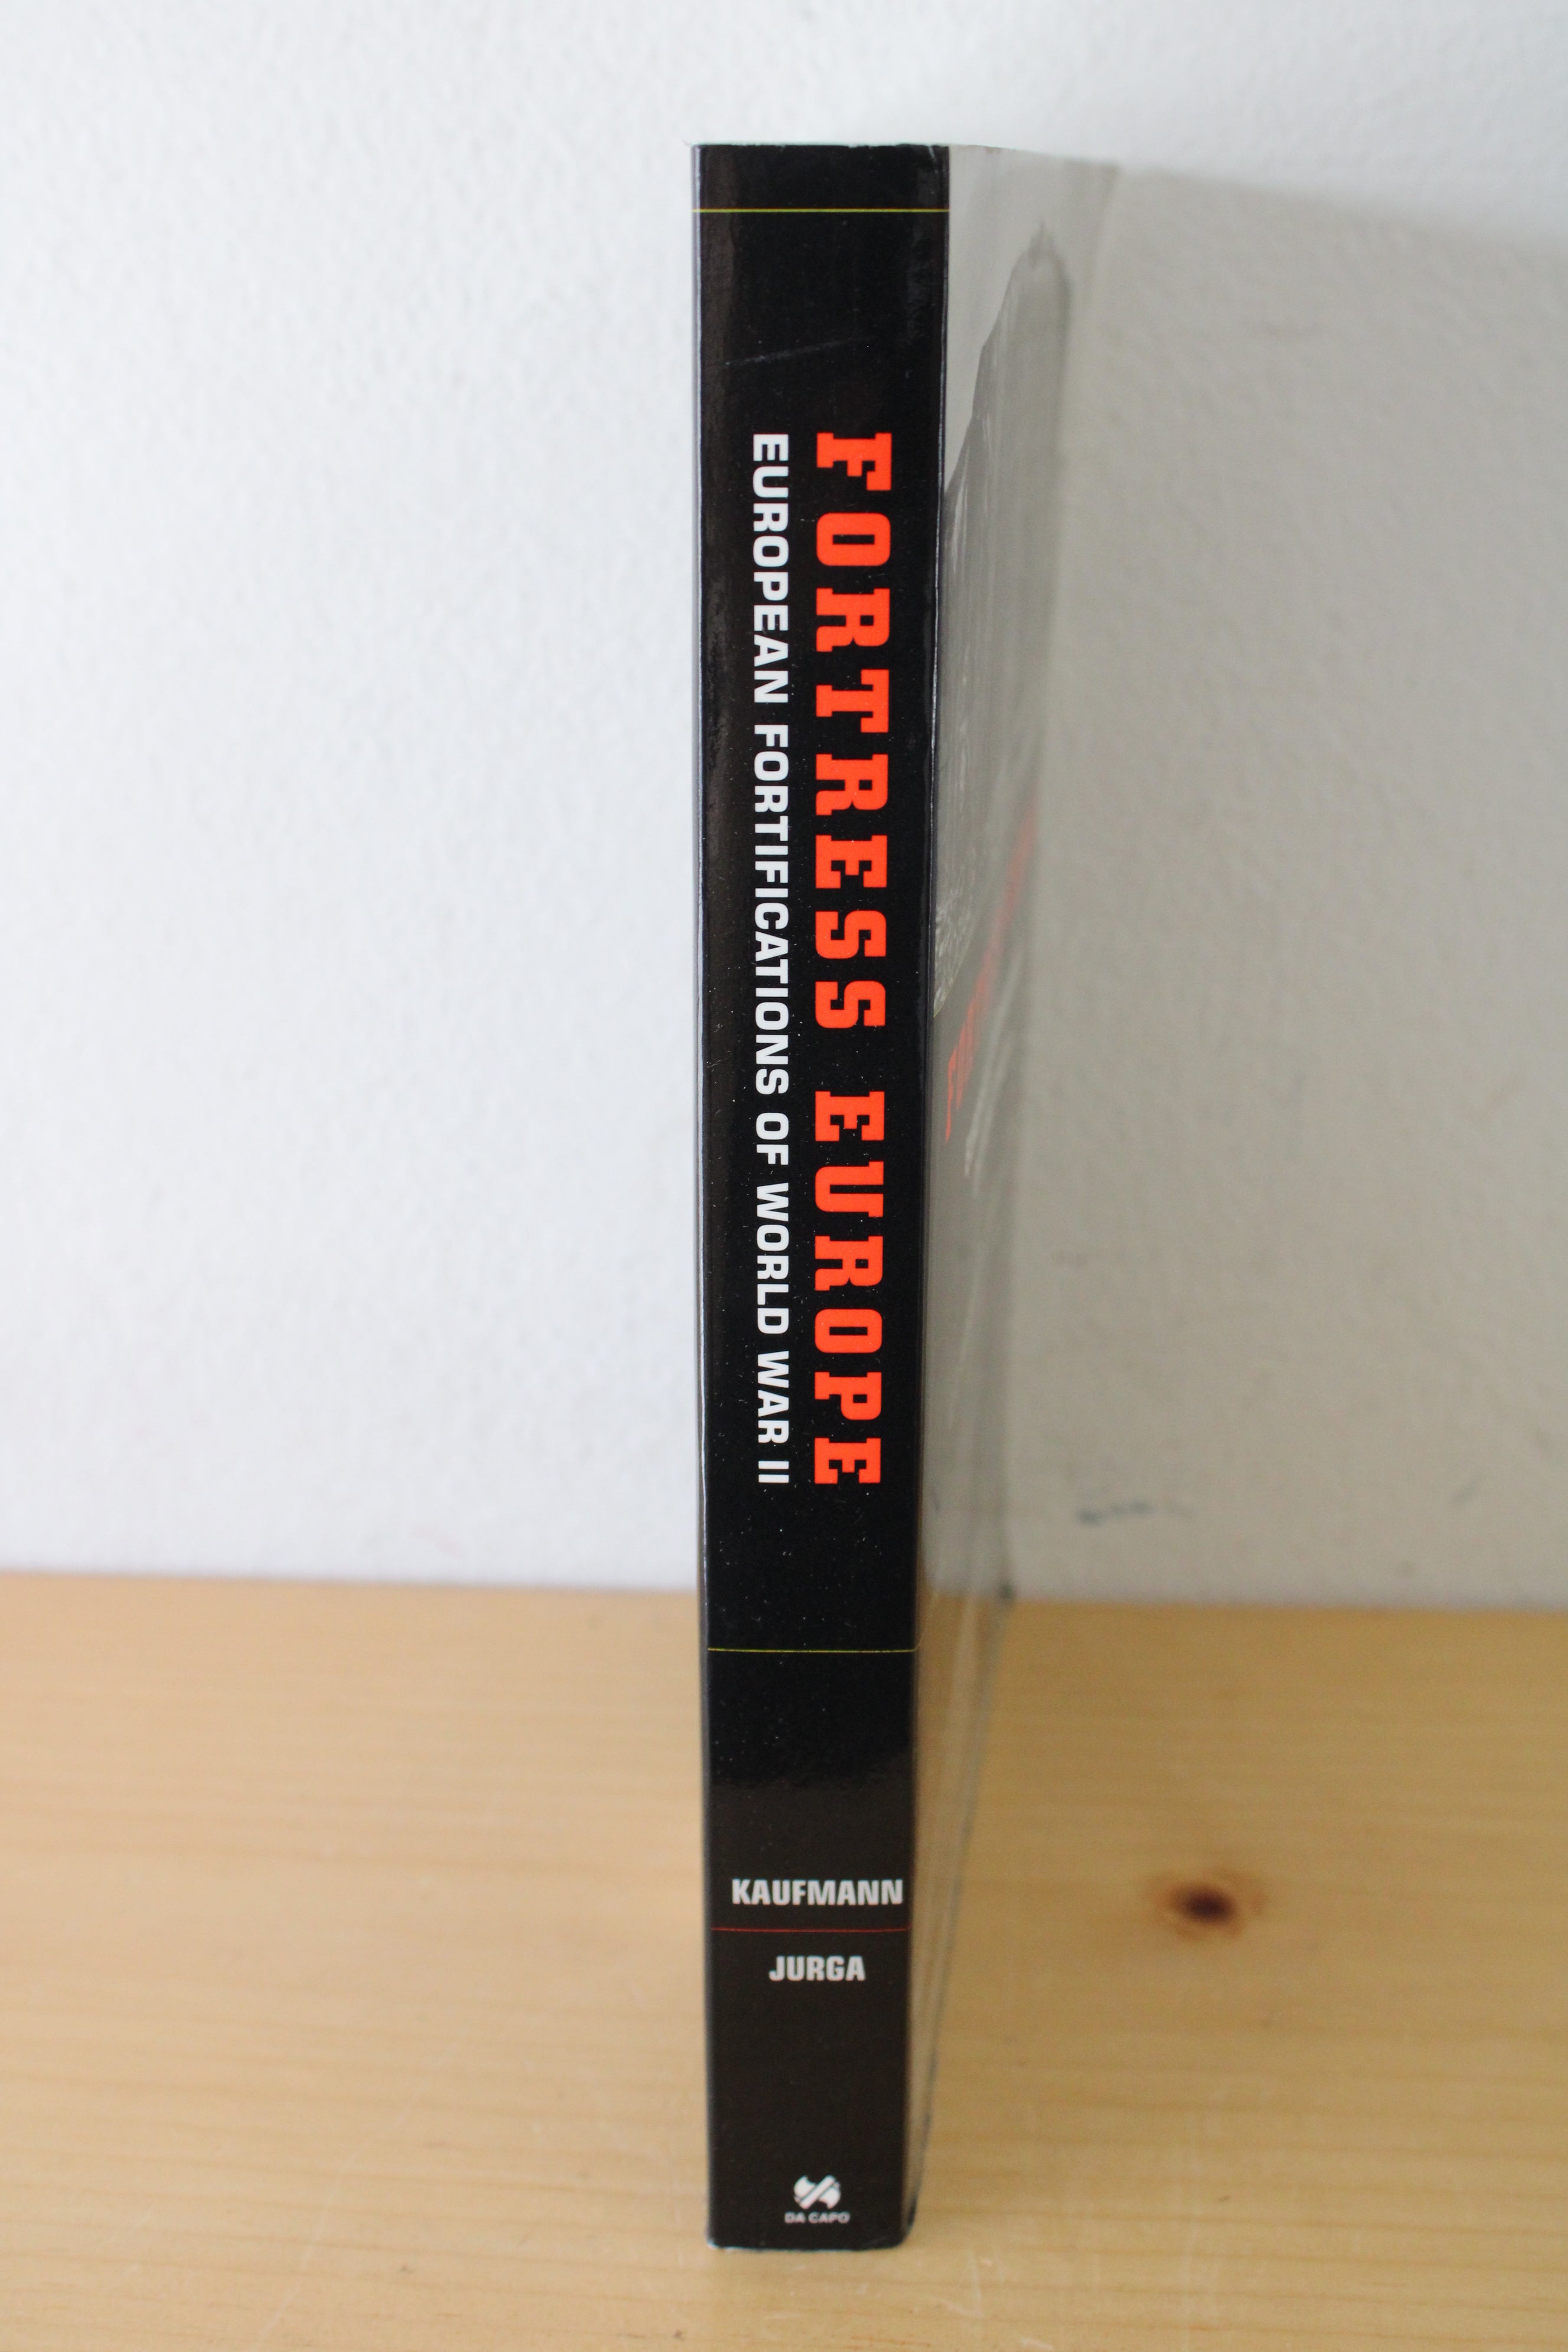 FORTRESS EUROPE
EUROPEAN FORTIFICATIONS OF WORLD WAR II
KAUFMANN
JURGA
DA CAPO